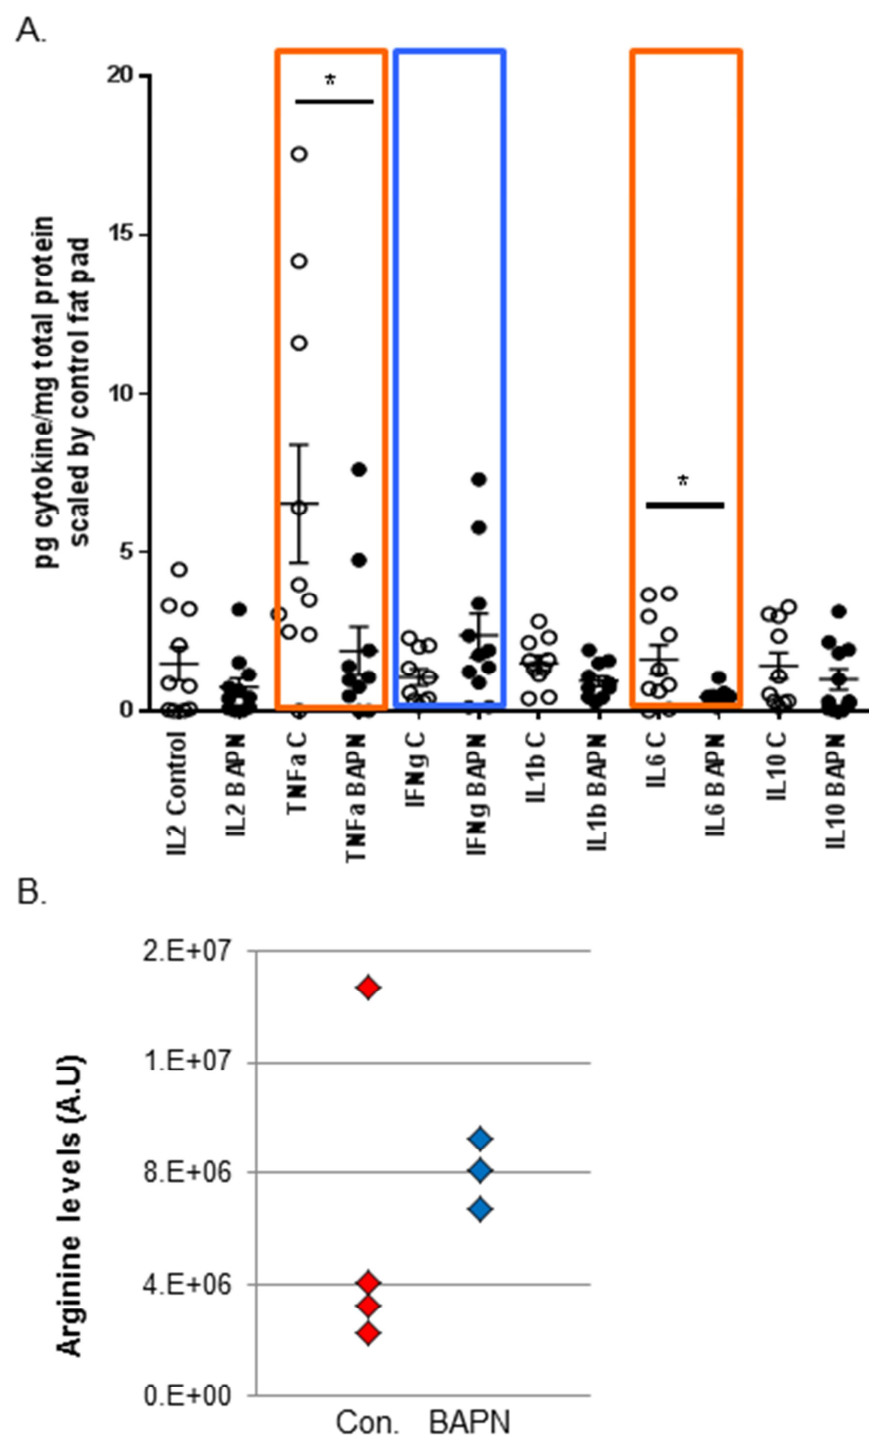 A.
pg cytokine/mg total protein
scaled by control fat pad
20
15
10
5
0
*
*
IL2 Control
IL2 BAPN
TNFa C
TNFa BAPN
IFNg C
IFNg BAPN
IL1b C
IL1b BAPN
IL6 C
IL6 BAPN
IL10 C
IL10 BAPN
B.
Arginine levels (A.U)
2.E+07
1.E+07
8.E+06
4.E+06
0.E+00
Con. BAPN